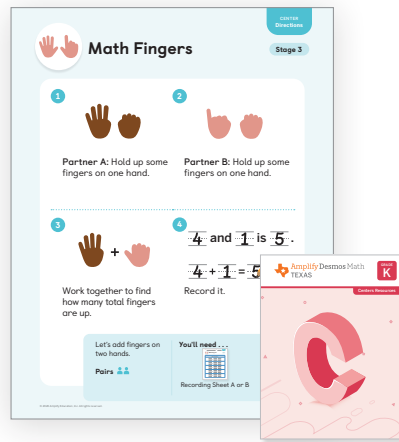 CENTER
Directions
Math Fingers
Stage 3
1
Partner A: Hold up some
fingers on one hand.
2
Partner B: Hold up some
fingers on one hand.
3
+
Work together to find
how many total fingers
are up.
4
4 and 1 is 5.
4 + 1 = 5
Record it.
Let's add fingers on
two hands.
Pairs
You'll need . . .
Recording Sheet A or B
Amplify Desmos Math
TEXAS
GRADE
K
Centers Resources